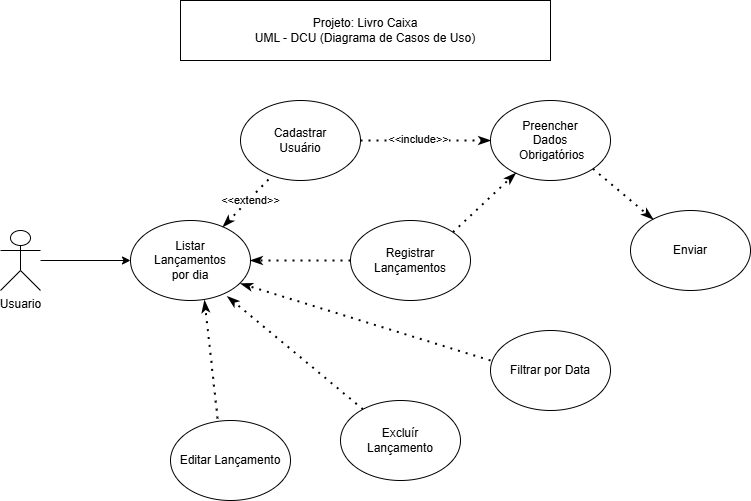 Projeto: Livro Caixa
UML - DCU (Diagrama de Casos de Uso)
Cadastrar
Usuário
<<include>>
Preencher
Dados
Obrigatórios
<<extend>>
Usuario
Listar
Lançamentos
por dia
Registrar
Lançamentos
Enviar
Filtrar por Data
Editar Lançamento
Excluír
Lançamento